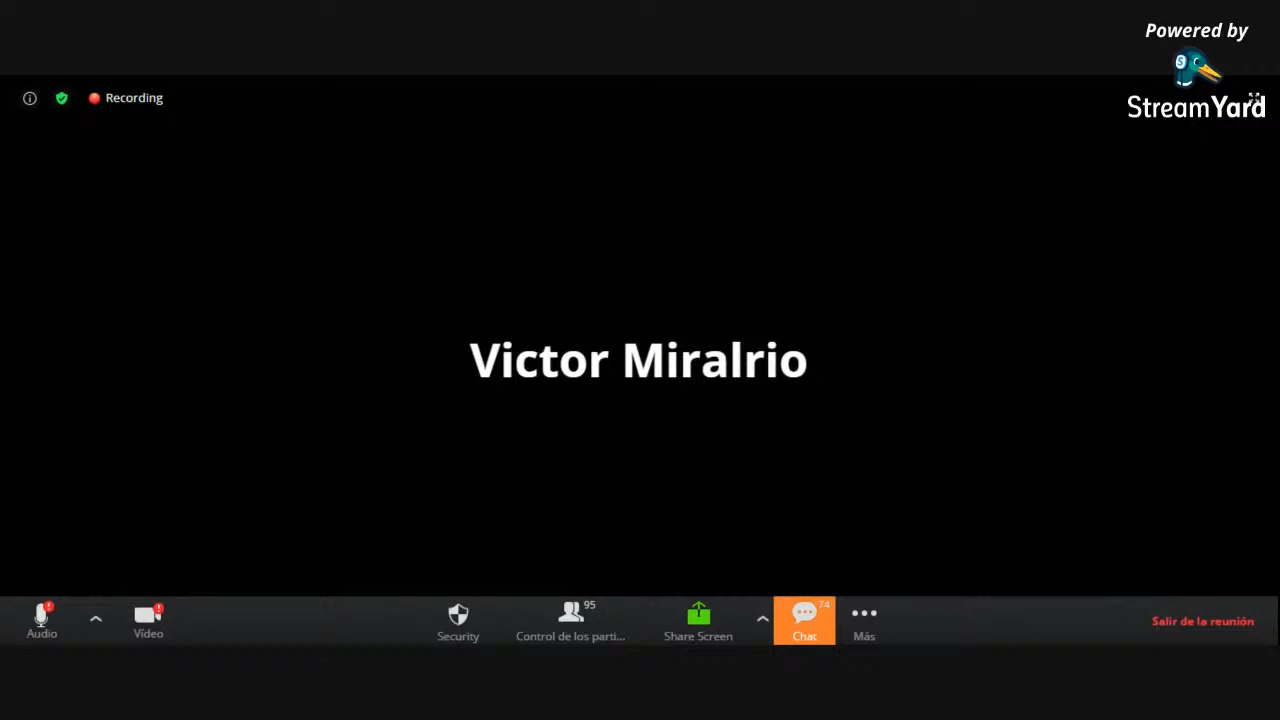 Powered by
StreamYard
Recording
Victor Miralrio
Audio
Vídeo
Security
95
Control de los parti...
Share Screen
74
Chat
Más
Salir de la reunión